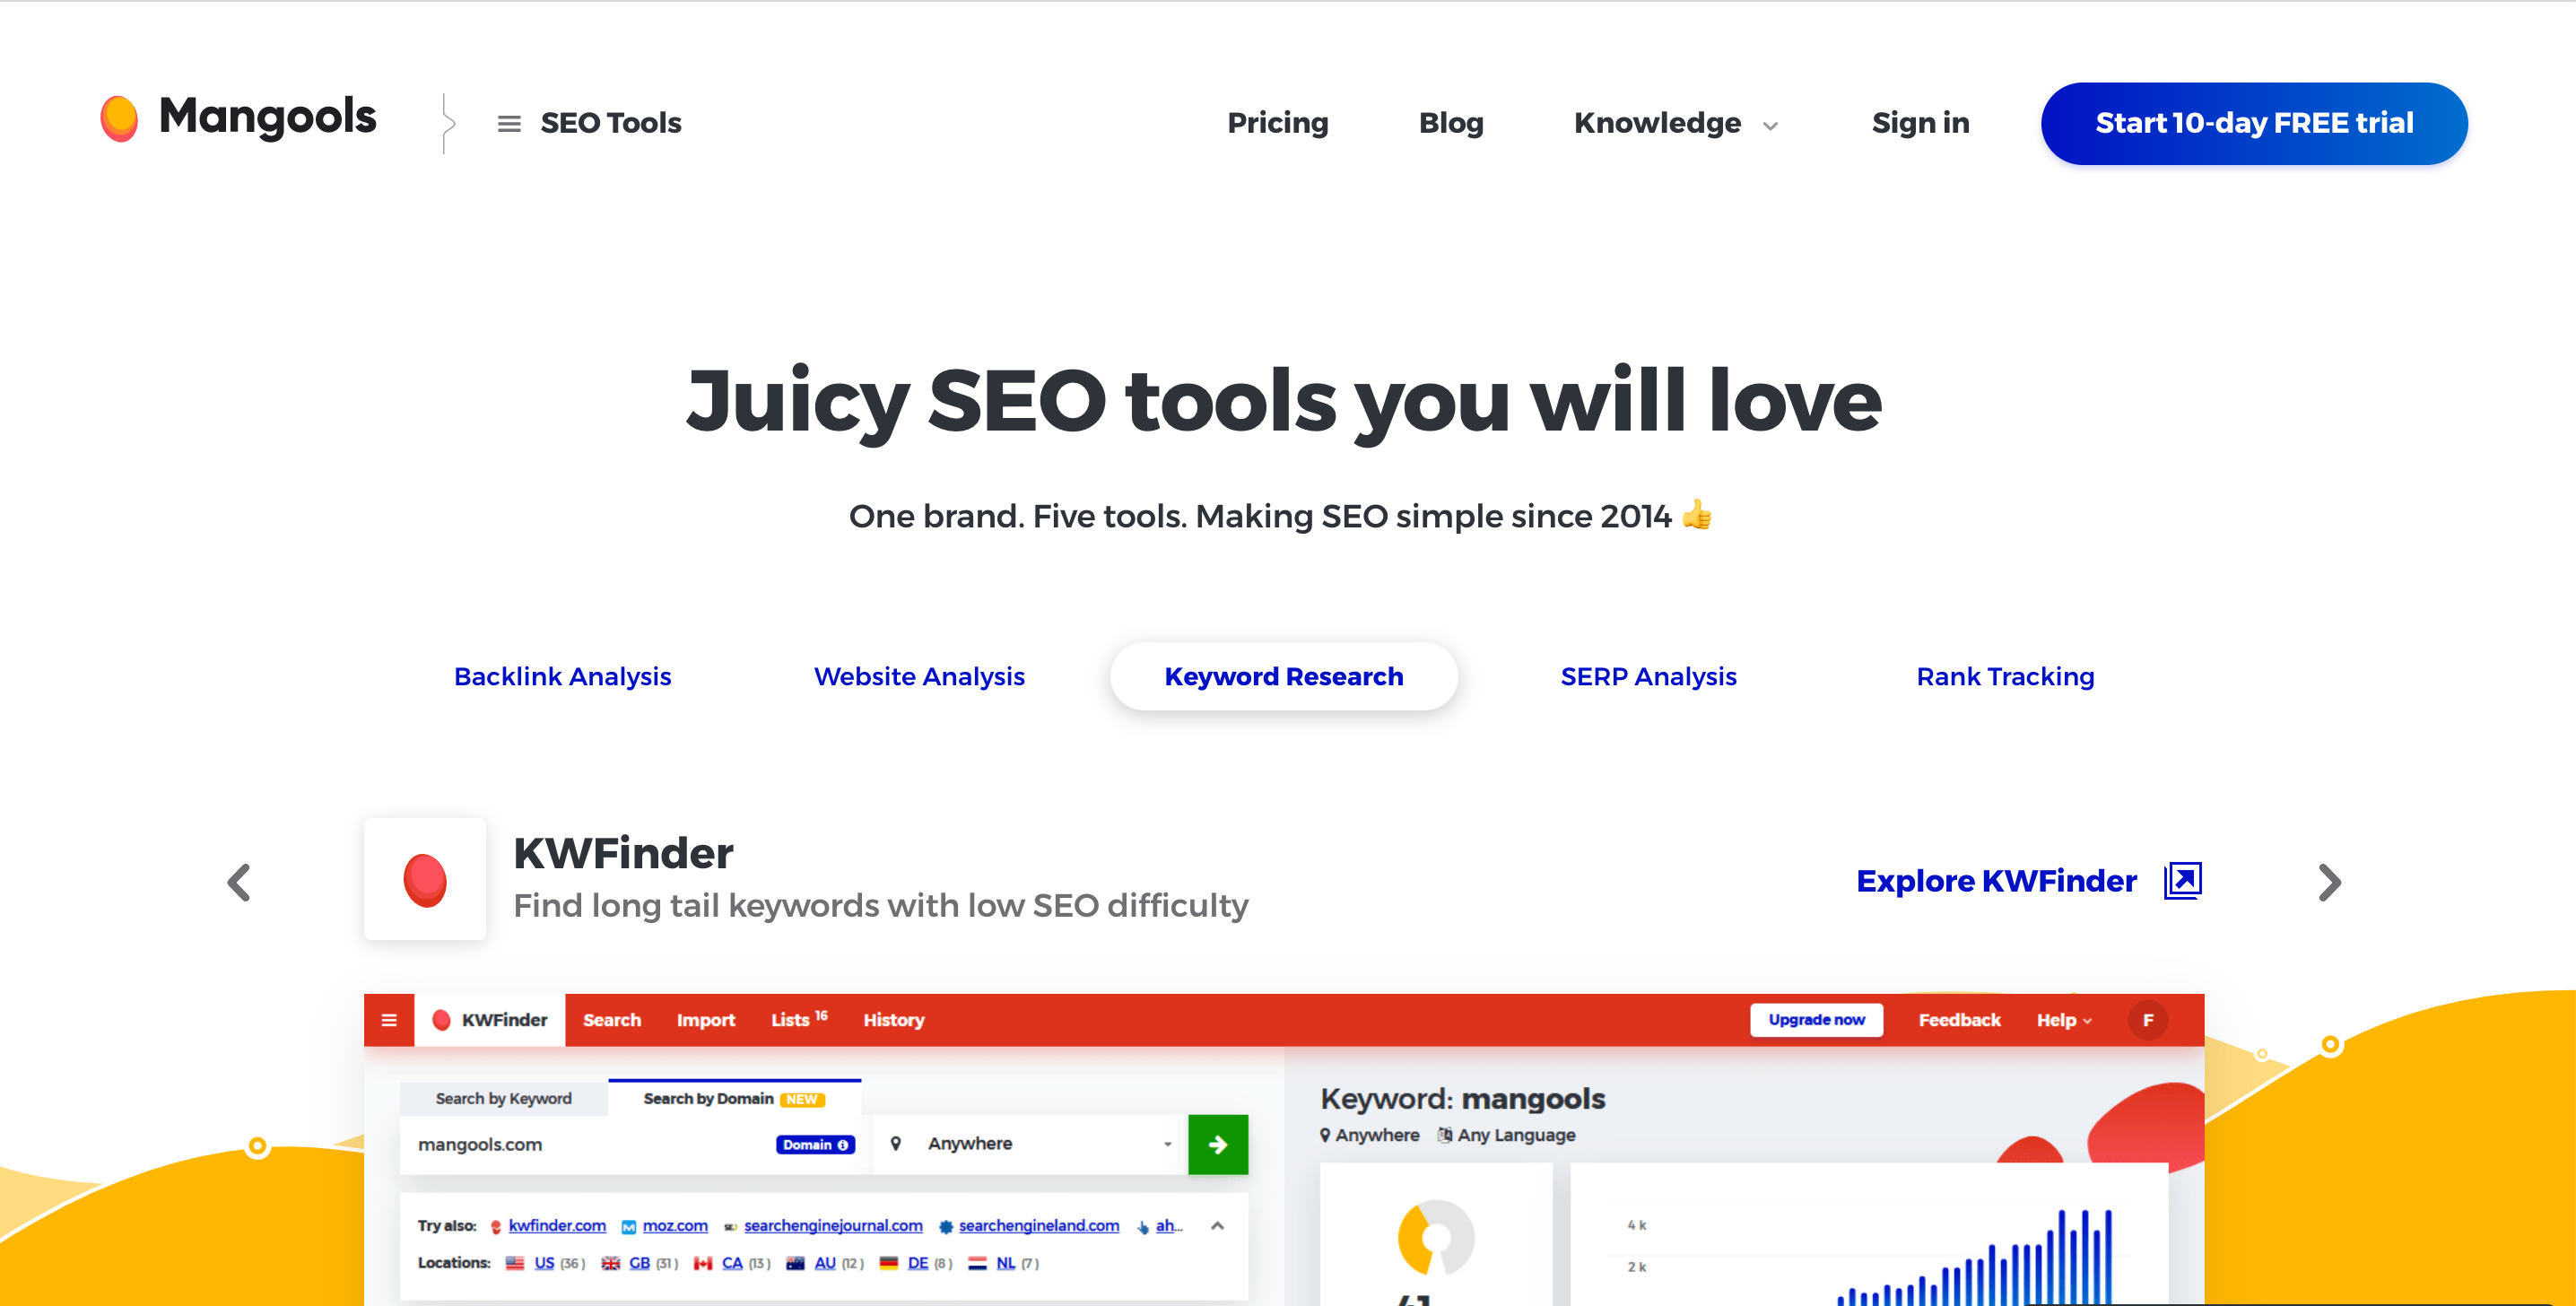 Mangools
SEO Tools
Pricing
Blog
Knowledge
Sign in
Start 10-day FREE trial
Juicy SEO tools you will love
One brand. Five tools. Making SEO simple since 2014 👍
Backlink Analysis
Website Analysis
Keyword Research
SERP Analysis
Rank Tracking
KWFinder
Find long tail keywords with low SEO difficulty
Explore KWFinder
KWFinder
Search
Import
Lists 16
History
Upgrade now
Feedback
Help
F
Search by Keyword
Search by Domain NEW
mangools.com
Domain
Anywhere
Try also: kwfinder.com moz.com searchenginejournal.com searchengineland.com ah...
Locations: US (36) GB (31) CA (13) AU (12) DE (8) NL (7)
Keyword: mangools
Anywhere Any Language
4 k
2 k